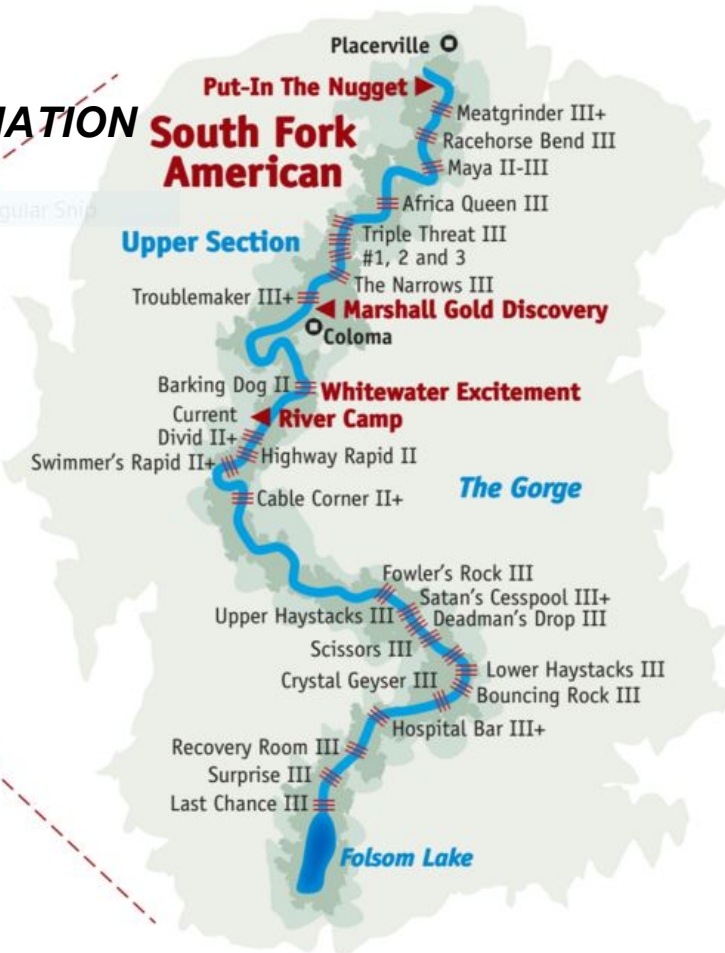 Placerville
Put-In The Nugget
MATION
South Fork
American
Meatgrinder III+
Racehorse Bend III
Maya II-III
gular Snip
Africa Queen III
Upper Section
Triple Threat III
#1, 2 and 3
The Narrows III
Troublemaker III+
Marshall Gold Discovery
Coloma
Barking Dog II
Whitewater Excitement
River Camp
Current
Divid II+
Highway Rapid II
Swimmer's Rapid II+
Cable Corner II+
The Gorge
Fowler's Rock III
Satan's Cesspool III+
Upper Haystacks III
Deadman's Drop III
Scissors III
Lower Haystacks III
Crystal Geyser III
Bouncing Rock III
Hospital Bar III+
Recovery Room III
Surprise III
Last Chance III
Folsom Lake